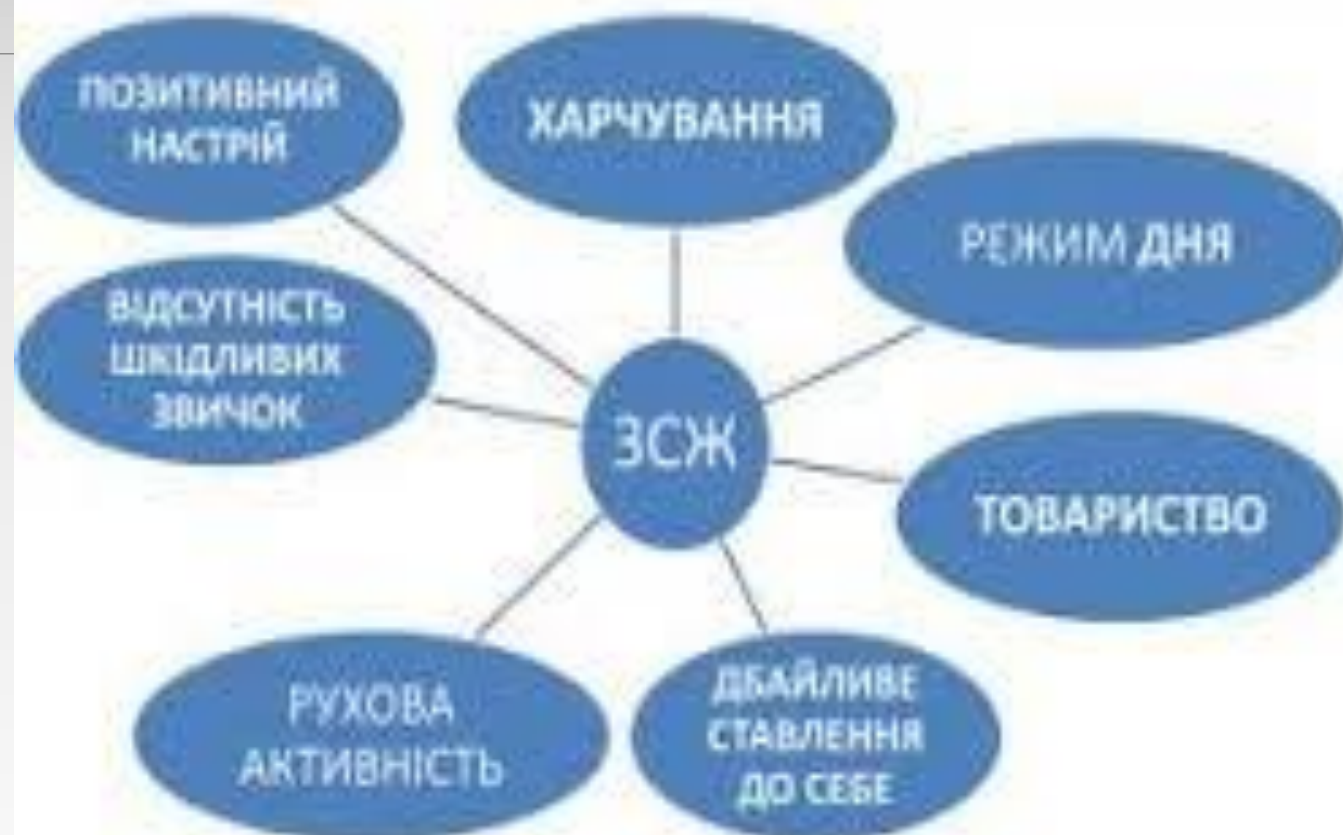 ПОЗИТИВНИЙ
НАСТРІЙ
ХАРЧУВАННЯ
РЕЖИМ ДНЯ
ВІДСУТНІСТЬ
ШКІДЛИВИХ
ЗВИЧОК
ЗСЖ
ТОВАРИСТВО
РУХОВА
АКТИВНІСТЬ
ДБАЙЛИВЕ
СТАВЛЕННЯ
ДО СЕБЕ